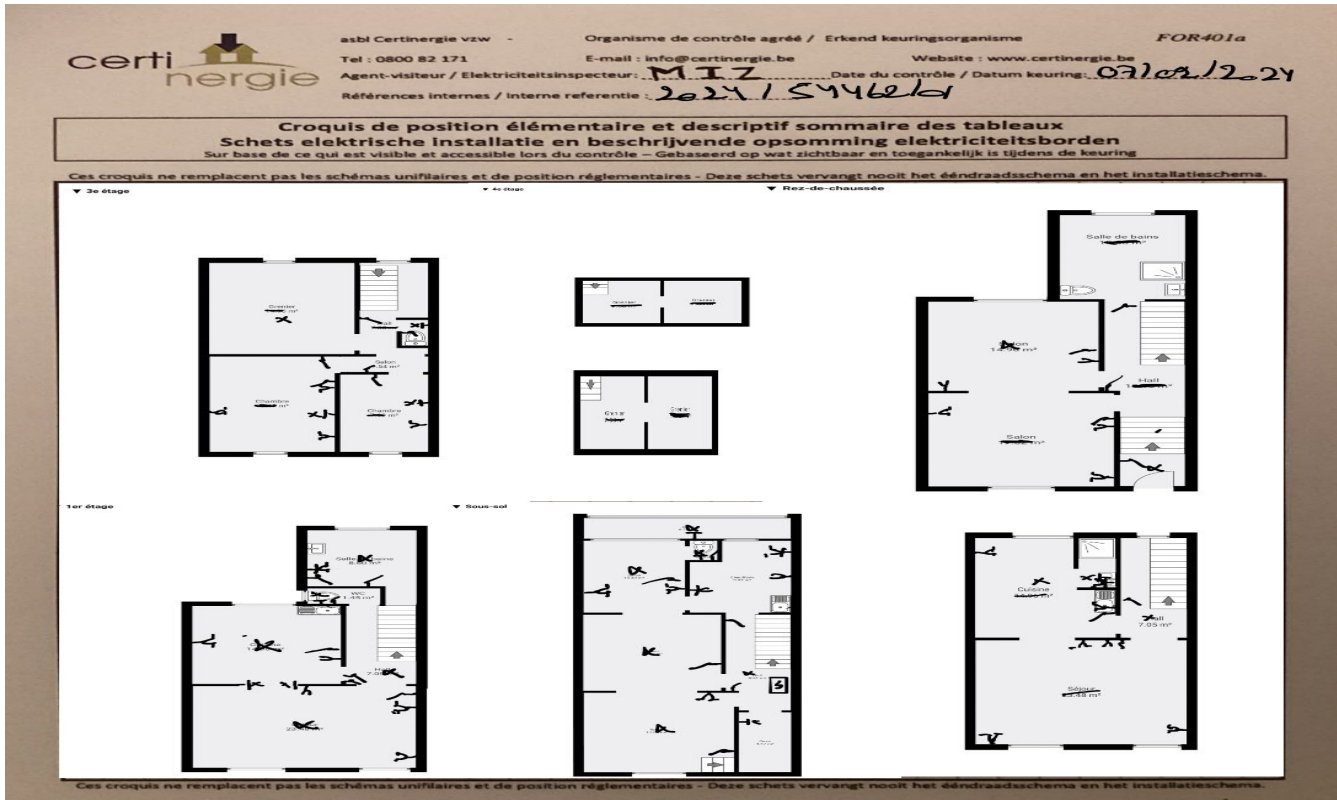 certi
nergie
asbl Certinergie vzw - Organisme de contrôle agréé / Erkend keuringsorganisme FOR401a
Tel : 0800 82 171 E-mail : info@certinergie.be Website : www.certinergie.be
Agent-visiteur / Elektriciteitsinspecteur: MIZ Date du contrôle / Datum keuring: 07/02/2024
Références internes / Interne referentie : 2024 /
Croquis de position élémentaire et descriptif sommaire des tableaux
Schets elektrische installatie en beschrijvende opsomming elektriciteitsborden
Sur base de ce qui est visible et accessible lors du contrôle – Gebaseerd op wat zichtbaar en toegankelijk is tijdens de keuring
Ces croquis ne remplacent pas les schémas unifilaires et de position réglementaires - Deze schets vervangt nooit het ééndraadsschema en het installatieschema.
▼ 3e étage ▼ 4e étage ▼ Rez-de-chaussée
Salle de bains
Grenier
Grenier
Grenier
Salon
Salon
Hall
Chambre
Chambre
Grenier
Grenier
Salon
1er étage ▼ Sous-sol
WC
1.45 m²
Cuisine
Hall
7.05 m²
Séjour
Ces croquis ne remplacent pas les schémas unifilaires et de position réglementaires - Deze schets vervangt nooit het ééndraadsschema en het installatieschema.